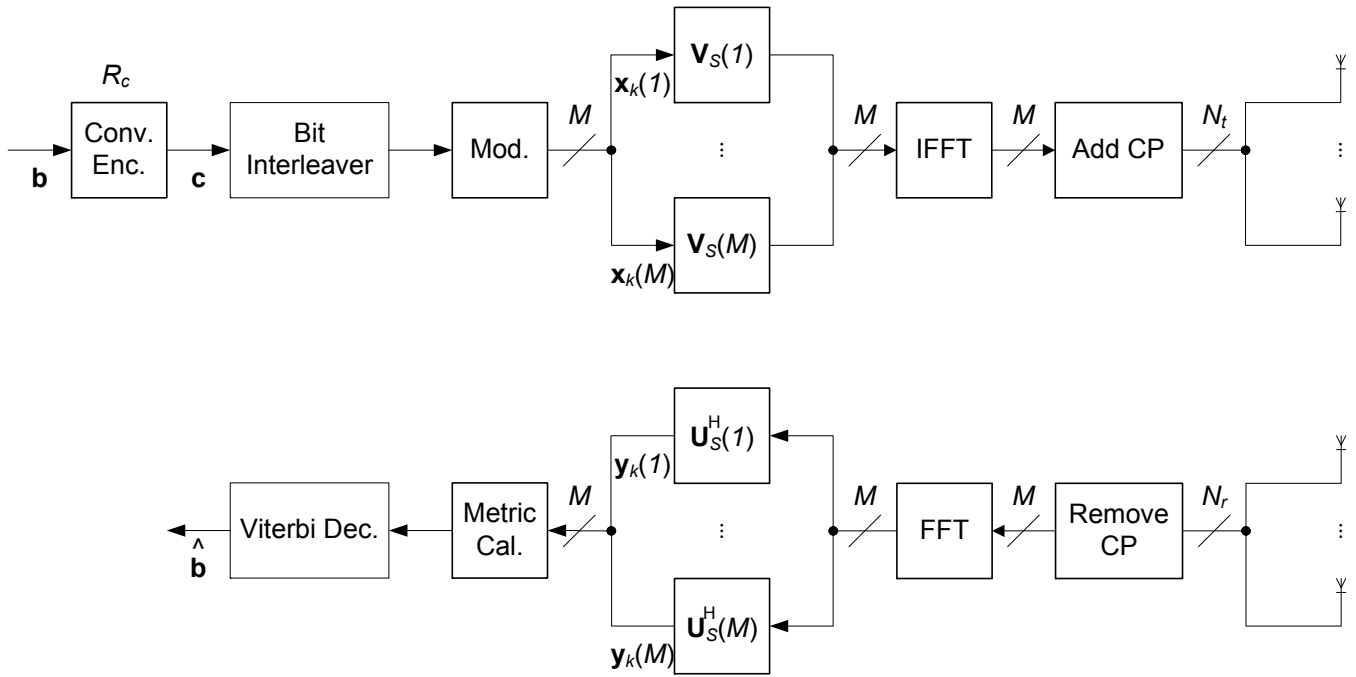 R_c
Conv.
Enc.
b
c
Bit
Interleaver
Mod.
M
x_k(1)
V_S(1)
⋮
x_k(M)
V_S(M)
M
IFFT
M
Add CP
N_t
⋮
b̂
Viterbi Dec.
Metric
Cal.
M
y_k(1)
U_S^H(1)
⋮
y_k(M)
U_S^H(M)
M
FFT
M
Remove
CP
N_r
⋮